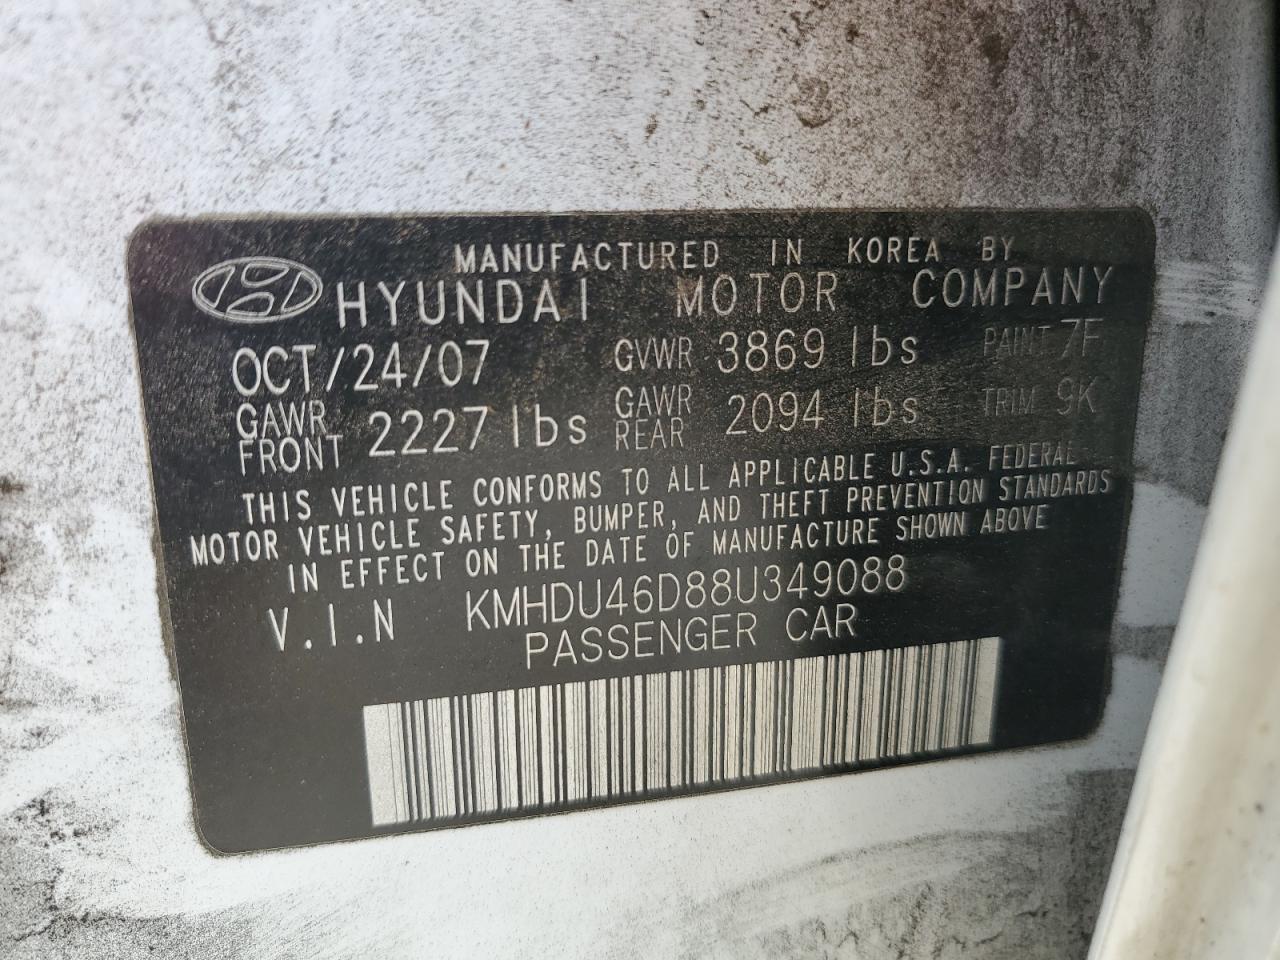 MANUFACTURED IN KOREA BY
HYUNDAI MOTOR COMPANY
OCT/24/07 GVWR 3869 lbs PAINT 7F
GAWR FRONT 2227 lbs GAWR REAR 2094 lbs TRIM 9K
THIS VEHICLE CONFORMS TO ALL APPLICABLE U.S.A. FEDERAL
MOTOR VEHICLE SAFETY, BUMPER, AND THEFT PREVENTION STANDARDS
IN EFFECT ON THE DATE OF MANUFACTURE SHOWN ABOVE
V.I.N KMHDU46D88U349088
PASSENGER CAR